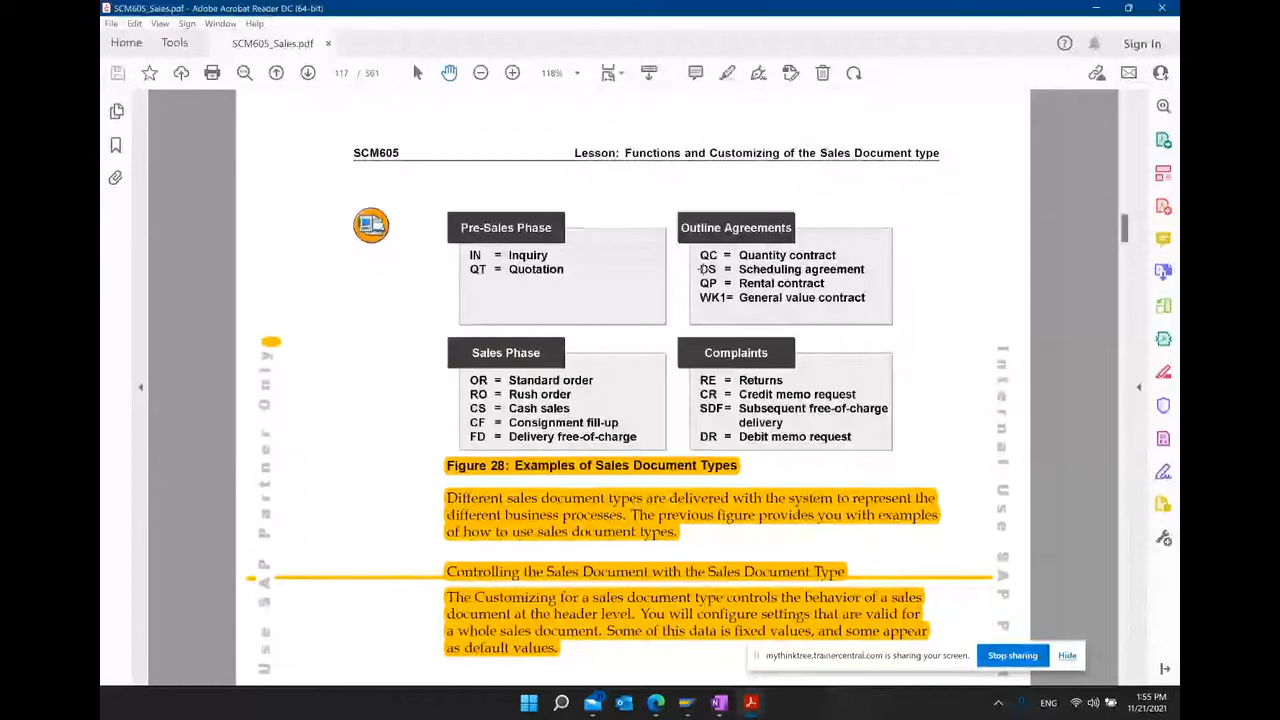 SCM605_Sales.pdf - Adobe Acrobat Reader DC (64-bit)
File Edit View Window Help
Home Tools SCM605_Sales.pdf × Sign In
117 / 561 118%
SCM605 Lesson: Functions and Customizing of the Sales Document type
Pre-Sales Phase
IN = Inquiry
QT = Quotation
Outline Agreements
QC = Quantity contract
DS = Scheduling agreement
QP = Rental contract
WK1= General value contract
Sales Phase
OR = Standard order
RO = Rush order
CS = Cash sales
CF = Consignment fill-up
FD = Delivery free-of-charge
Complaints
RE = Returns
CR = Credit memo request
SDF= Subsequent free-of-charge
delivery
DR = Debit memo request
Figure 28: Examples of Sales Document Types
Different sales document types are delivered with the system to represent the
different business processes. The previous figure provides you with examples
of how to use sales document types.
Controlling the Sales Document with the Sales Document Type
The Customizing for a sales document type controls the behavior of a sales
document at the header level. You will configure settings that are valid for
a whole sales document. Some of this data is fixed values, and some appear
as default values.
Use SAP Partner Only
Internal Use SAP P
mythinktree.trainercentral.com is sharing your screen. Stop sharing Hide
ENG 1:55 PM
11/21/2021